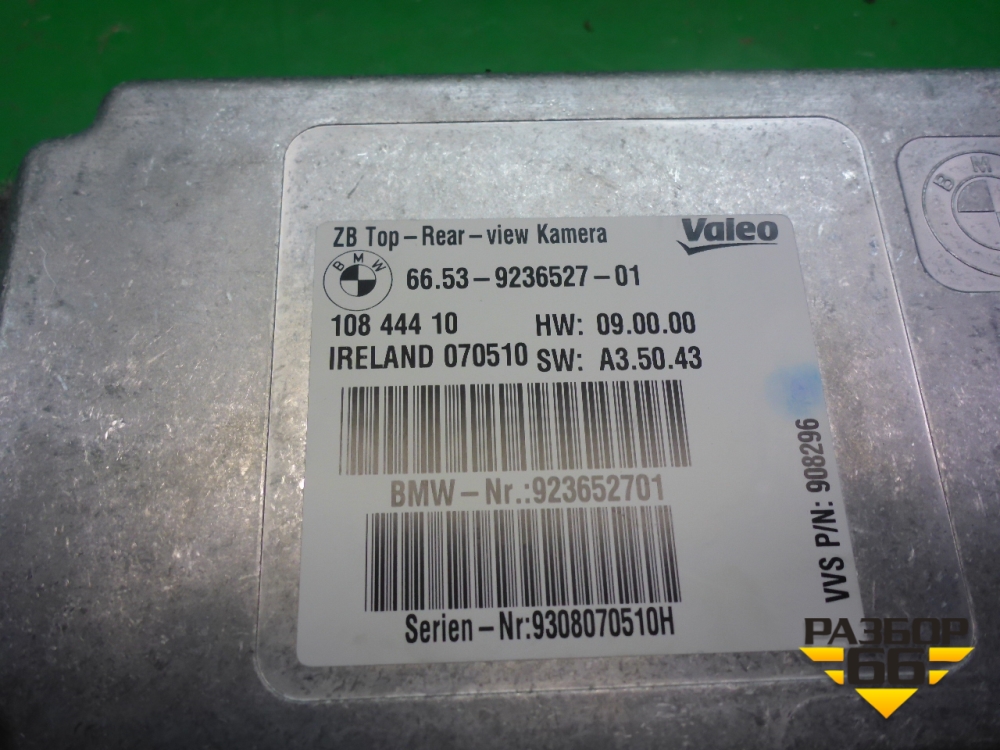 ZB Top-Rear-view Kamera
Valeo
BMW
66.53-9236527-01
108 444 10 HW: 09.00.00
IRELAND 070510 SW: A3.50.43
BMW-Nr.:923652701
Serien-Nr:9308070510H
VVS P/N: 908296
BM
РАЗБОР
66